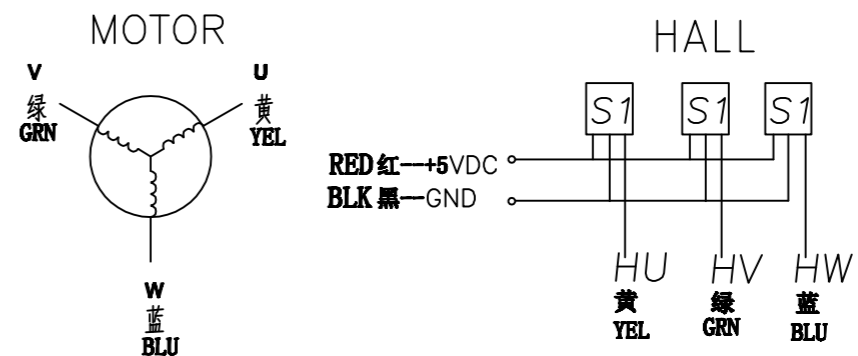 MOTOR
V
绿
GRN
U
黄
YEL
W
蓝
BLU
HALL
S1
S1
S1
RED红--+5VDC
BLK黑--GND
HU
黄
YEL
HV
绿
GRN
HW
蓝
BLU